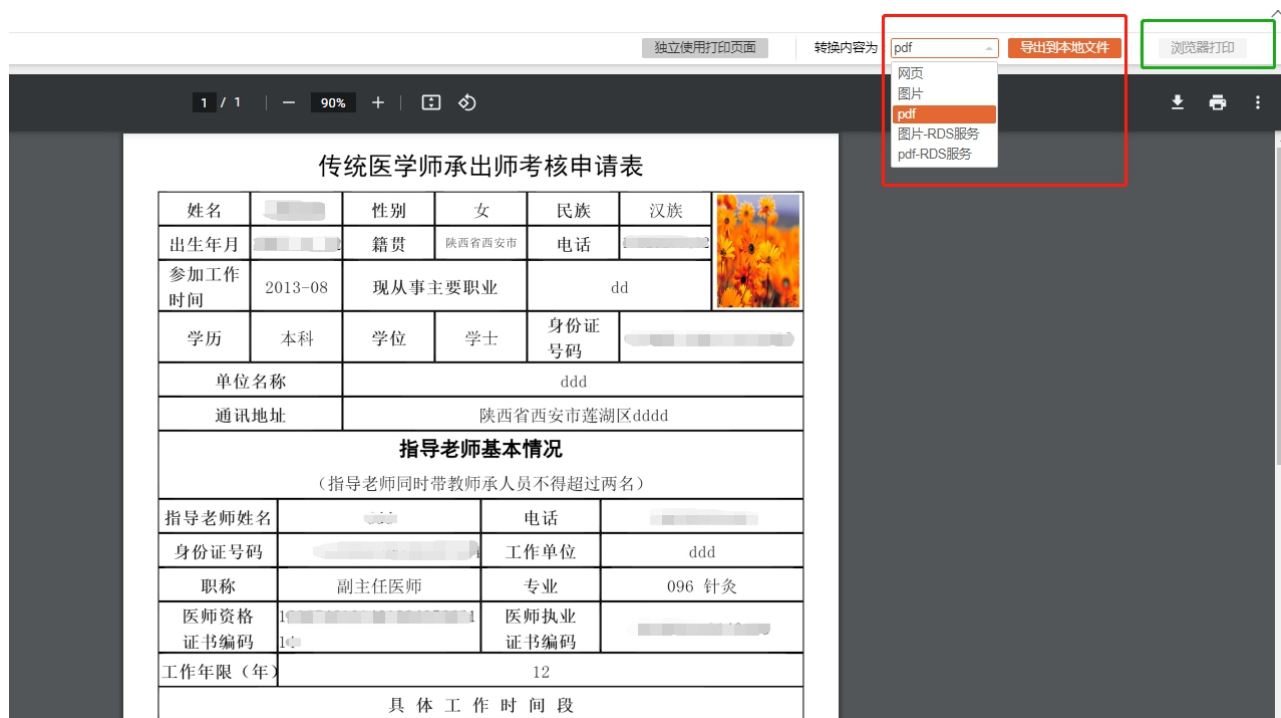 独立使用打印页面 转换内容为 pdf 导出到本地文件 浏览器打印
网页
图片
pdf
图片-RDS服务
pdf-RDS服务
1 / 1 90%
传统医学师承出师考核申请表
姓名 性别 女 民族 汉族
出生年月 籍贯 陕西省西安市 电话
参加工作时间 2013-08 现从事主要职业 dd
学历 本科 学位 学士 身份证号码
单位名称 ddd
通讯地址 陕西省西安市莲湖区dddd
指导老师基本情况
（指导老师同时带教师承人员不得超过两名）
指导老师姓名 电话
身份证号码 工作单位 ddd
职称 副主任医师 专业 096 针灸
医师资格证书编码 医师执业证书编码
工作年限（年） 12
具体工作时间段